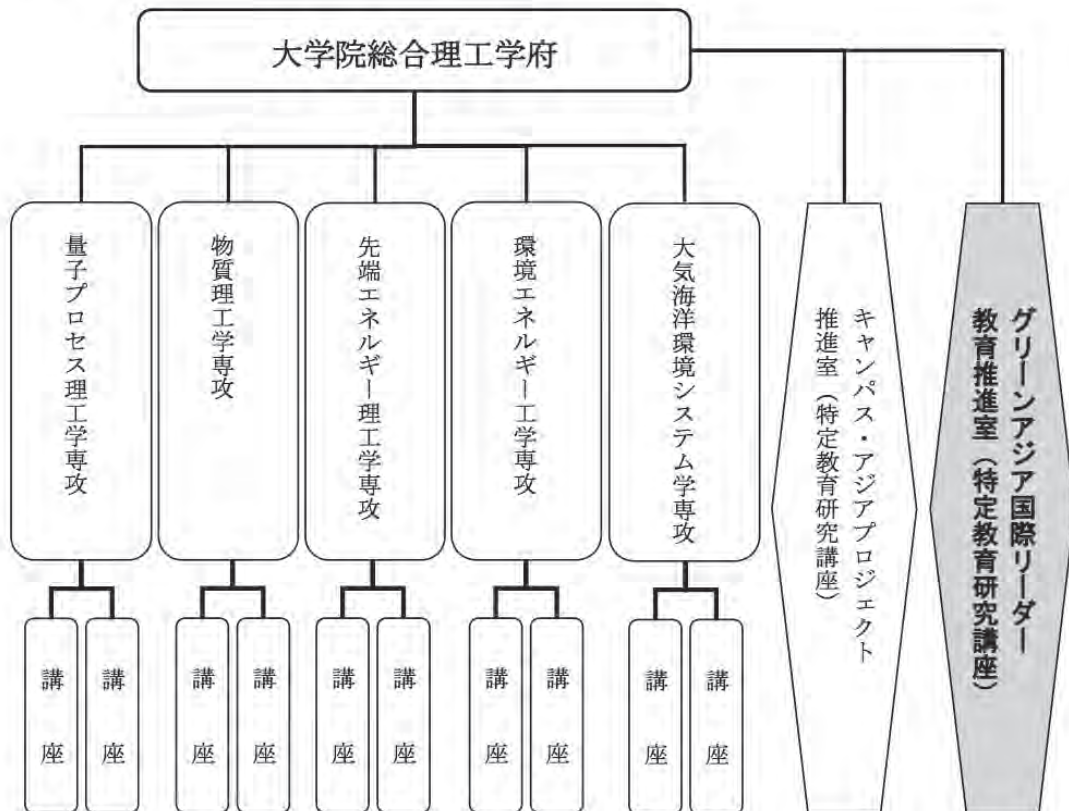 大学院総合理工学府
量子プロセス理工学専攻
物質理工学専攻
先端エネルギー理工学専攻
環境エネルギー工学専攻
大気海洋環境システム学専攻
キャンパス・アジアプロジェクト
推進室（特定教育研究講座）
グリーンアジア国際リーダー
教育推進室（特定教育研究講座）
講座
講座
講座
講座
講座
講座
講座
講座
講座
講座